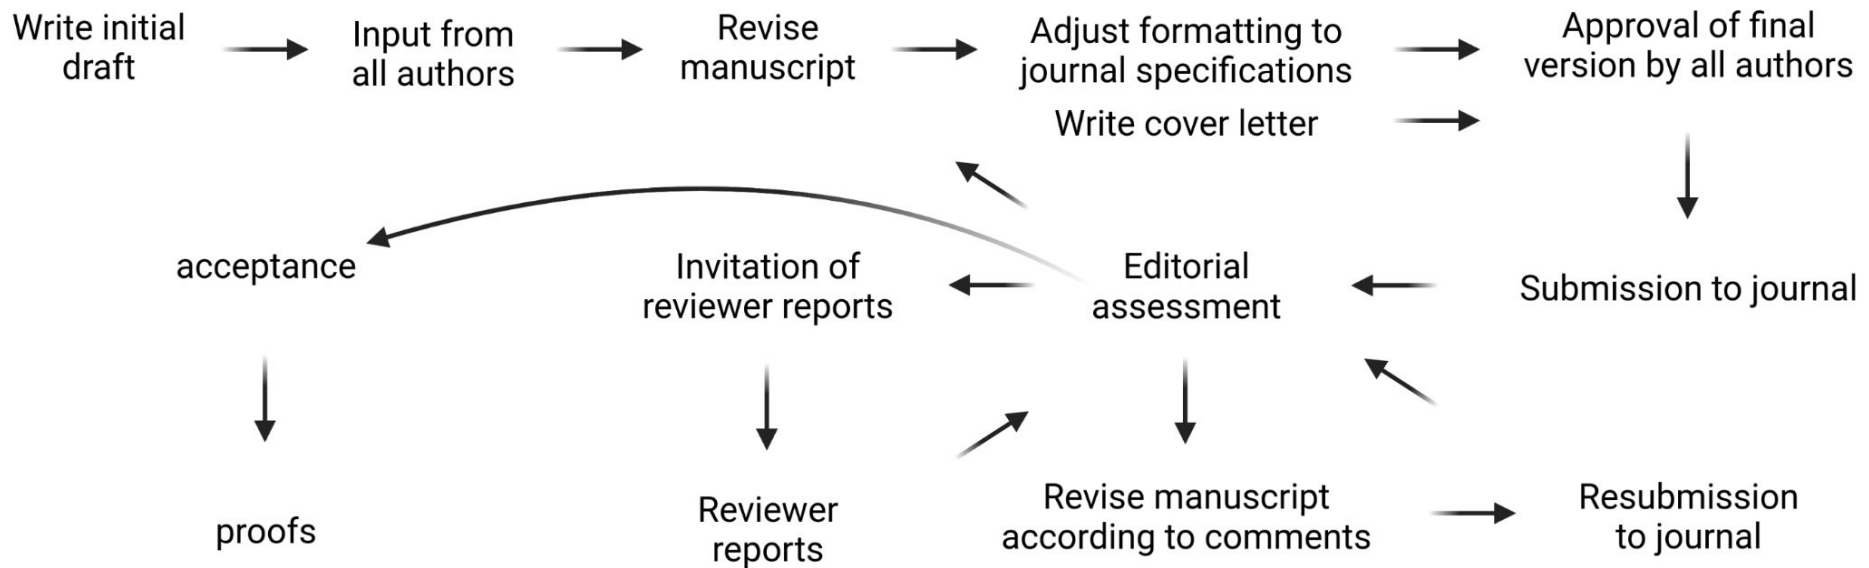 Write initial
draft
Input from
all authors
Revise
manuscript
Adjust formatting to
journal specifications
Write cover letter
Approval of final
version by all authors
acceptance
Invitation of
reviewer reports
Editorial
assessment
Submission to journal
proofs
Reviewer
reports
Revise manuscript
according to comments
Resubmission
to journal